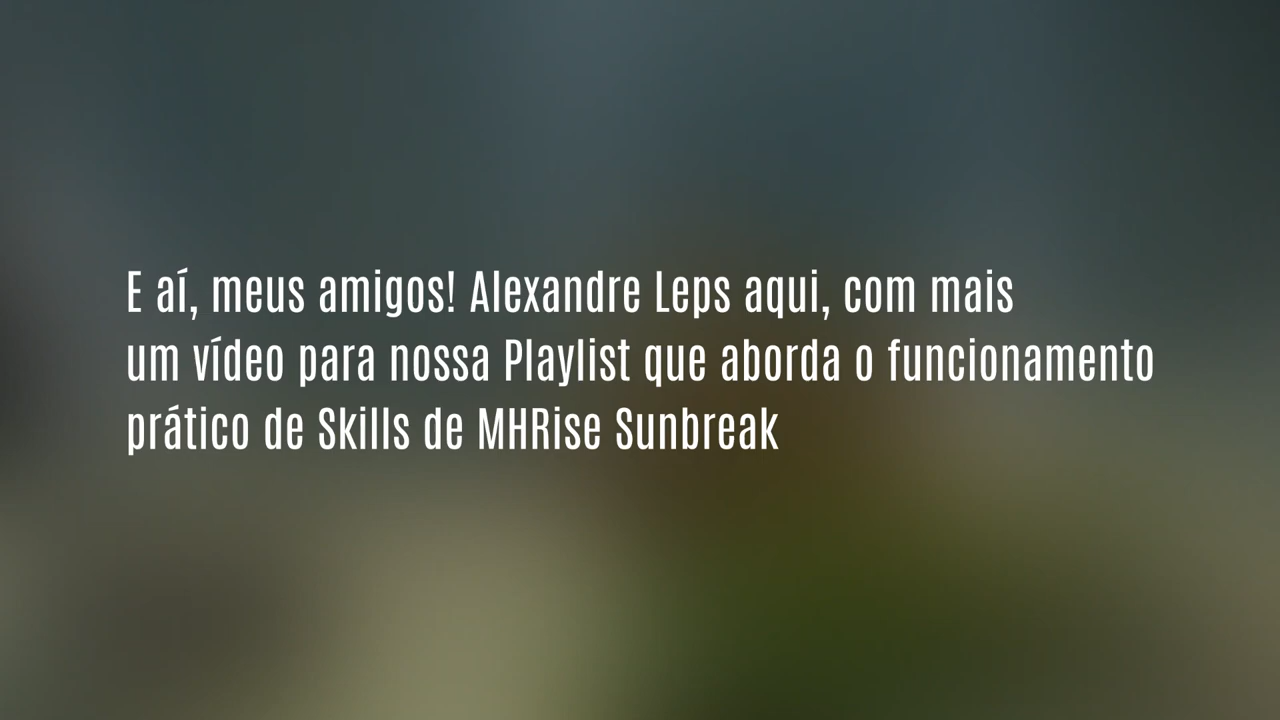 E aí, meus amigos! Alexandre Leps aqui, com mais
um vídeo para nossa Playlist que aborda o funcionamento
prático de Skills de MHRise Sunbreak